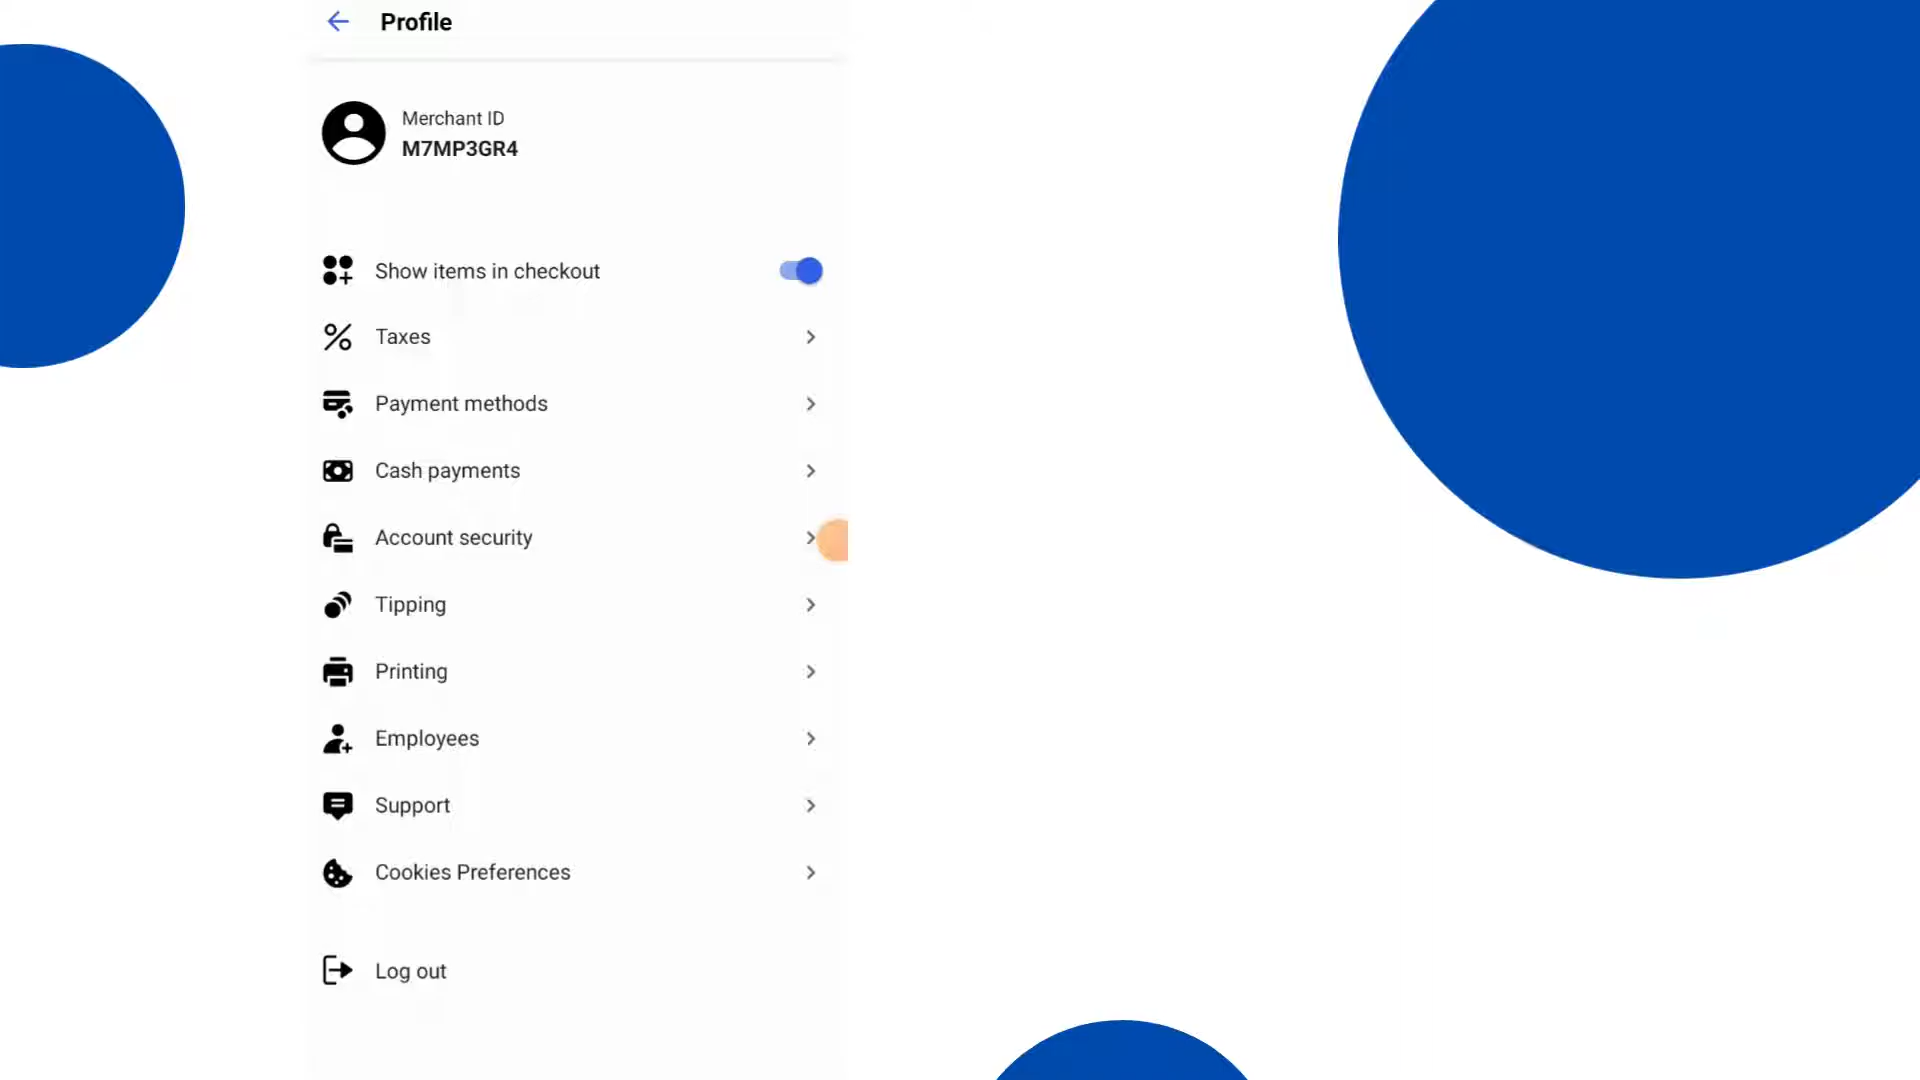 Profile
Merchant ID
M7MP3GR4
Show items in checkout
Taxes
Payment methods
Cash payments
Account security
Tipping
Printing
Employees
Support
Cookies Preferences
Log out